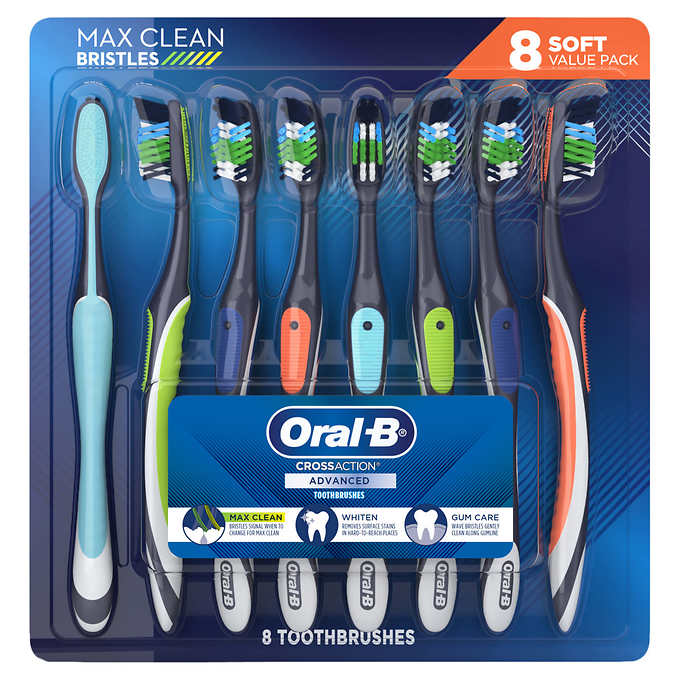 MAX CLEAN
BRISTLES
8 SOFT
VALUE PACK
Oral-B®
CROSSACTION®
ADVANCED
TOOTHBRUSHES
MAX CLEAN
BRISTLES SIGNAL WHEN TO
CHANGE FOR MAX CLEAN
WHITEN
REMOVES SURFACE STAINS
IN HARD-TO-REACH PLACES
GUM CARE
WAVE BRISTLES GENTLY
CLEAN ALONG GUMLINE
Oral-B
Oral-B
Oral-B
Oral-B
Oral-B
8 TOOTHBRUSHES